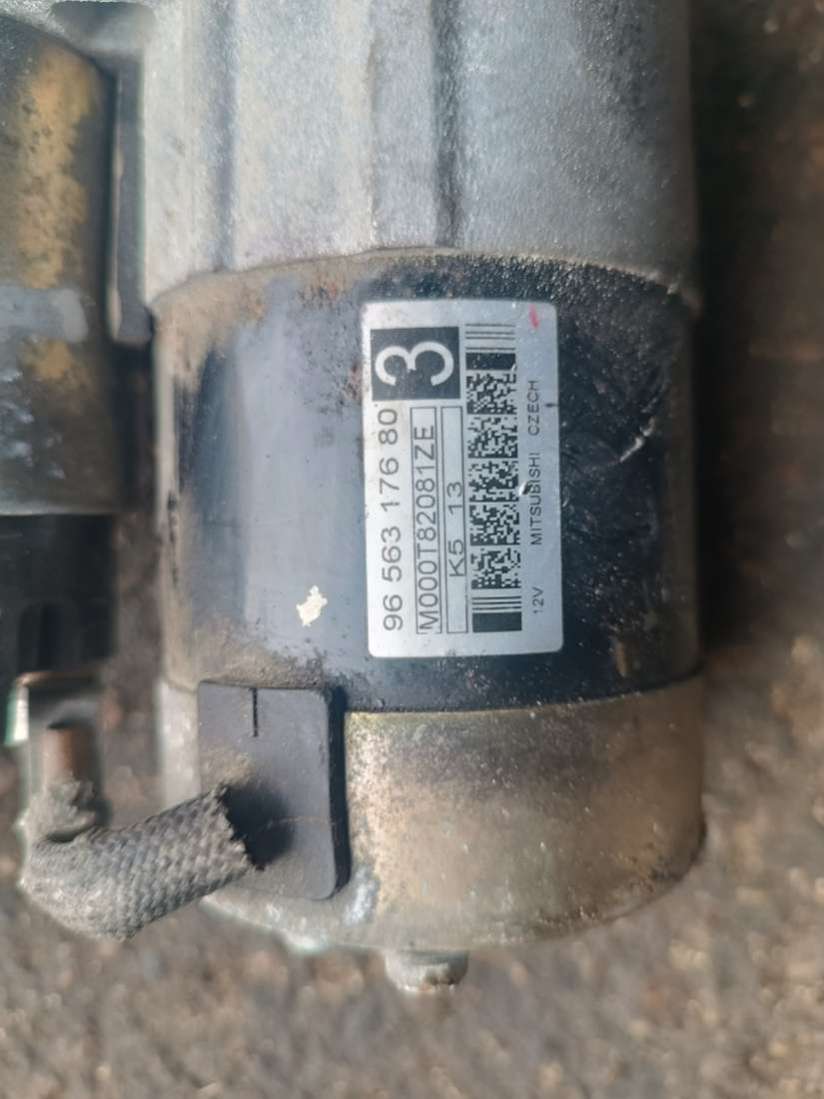 3
96 563 176 80
M000T82081ZE
K5 13
12V MITSUBISHI CZECH